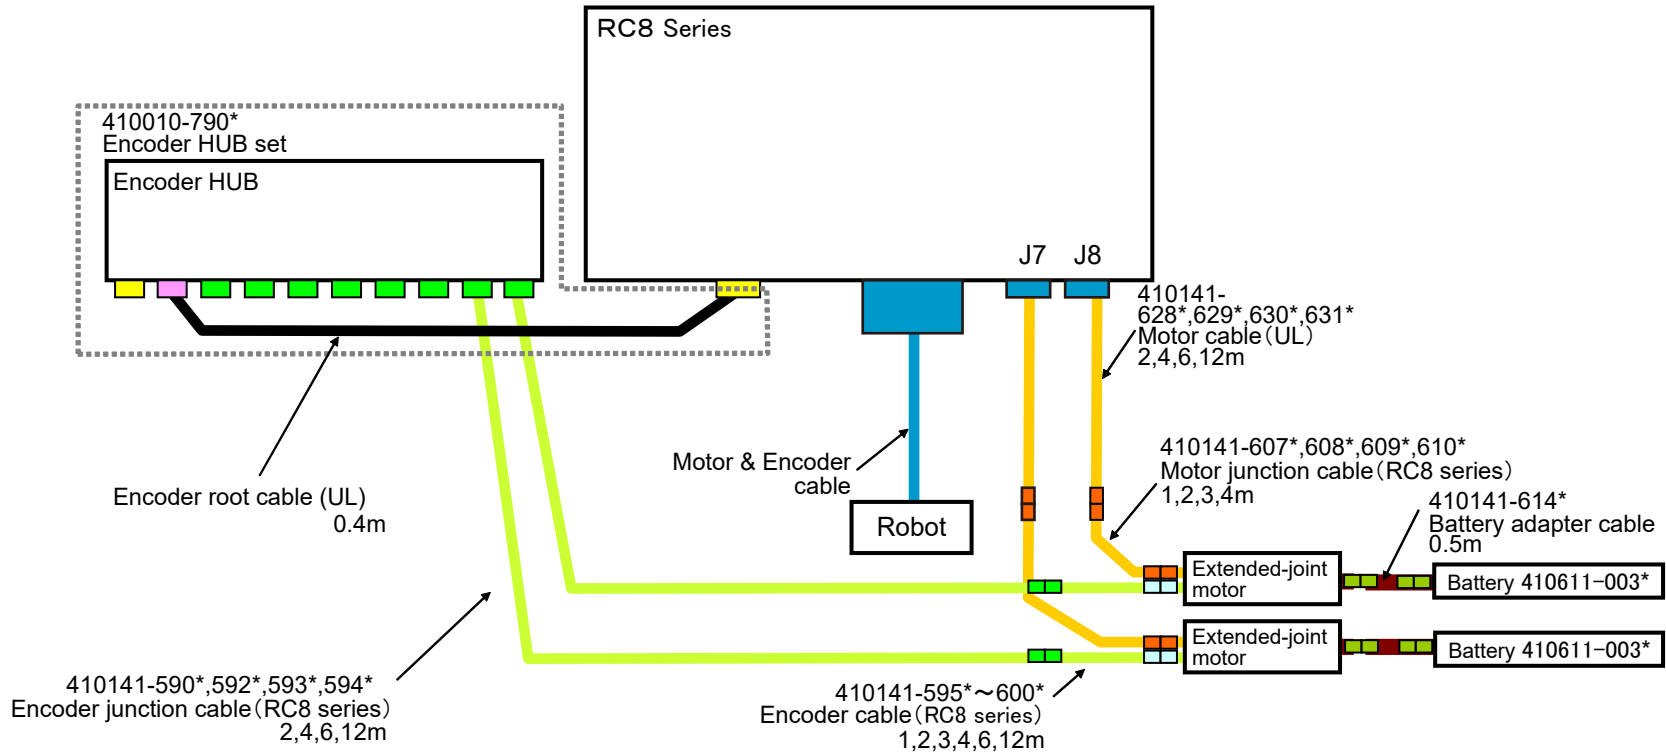 RC8 Series
410010-790*
Encoder HUB set
Encoder HUB
J7 J8
410141-
628*,629*,630*,631*
Motor cable(UL)
2,4,6,12m
Motor & Encoder
cable
410141-607*,608*,609*,610*
Motor junction cable(RC8 series)
1,2,3,4m
Encoder root cable (UL)
0.4m
410141-614*
Battery adapter cable
0.5m
Robot
Extended-joint
motor
Battery 410611-003*
Extended-joint
motor
Battery 410611-003*
410141-590*,592*,593*,594*
Encoder junction cable(RC8 series)
2,4,6,12m
410141-595*～600*
Encoder cable(RC8 series)
1,2,3,4,6,12m